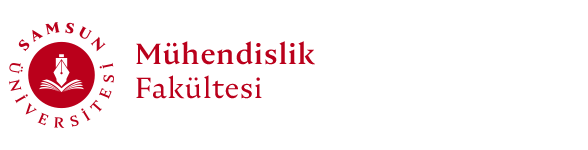 SAMSUN
ÜNİVERSİTESİ
Mühendislik
Fakültesi